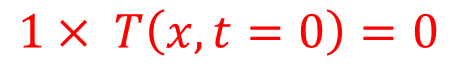 1 × T(x, t = 0) = 0